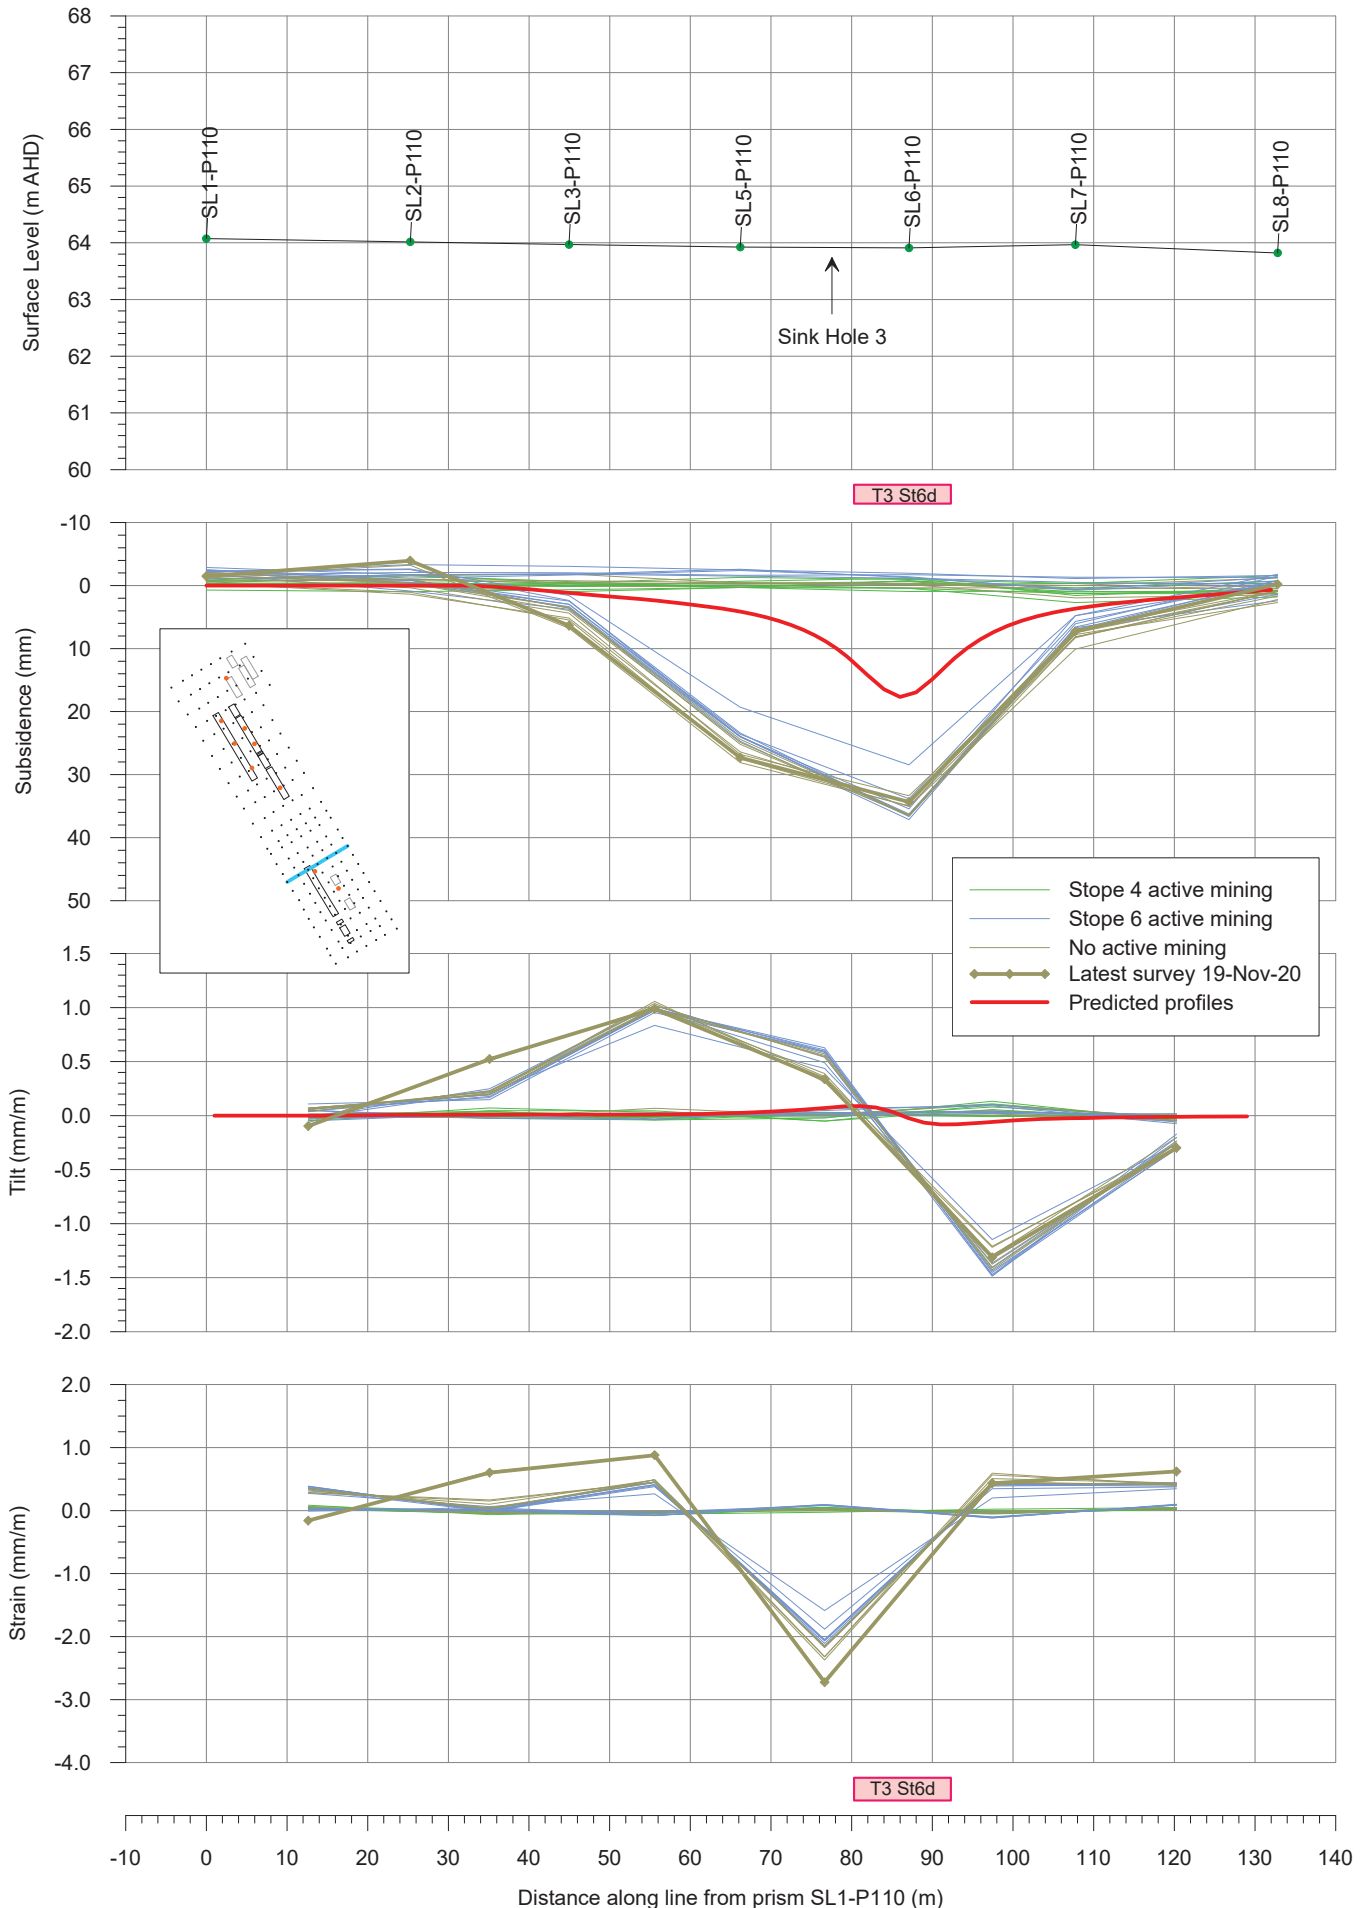 68
67
66
65
64
63
62
61
60
Surface Level (m AHD)
SL1-P110
SL2-P110
SL3-P110
SL5-P110
SL6-P110
SL7-P110
SL8-P110
Sink Hole 3
T3 St6d
-10
0
10
20
30
40
50
Subsidence (mm)
Stope 4 active mining
Stope 6 active mining
No active mining
Latest survey 19-Nov-20
Predicted profiles
1.5
1.0
0.5
0.0
-0.5
-1.0
-1.5
-2.0
Tilt (mm/m)
2.0
1.0
0.0
-1.0
-2.0
-3.0
-4.0
Strain (mm/m)
T3 St6d
-10 0 10 20 30 40 50 60 70 80 90 100 110 120 130 140
Distance along line from prism SL1-P110 (m)